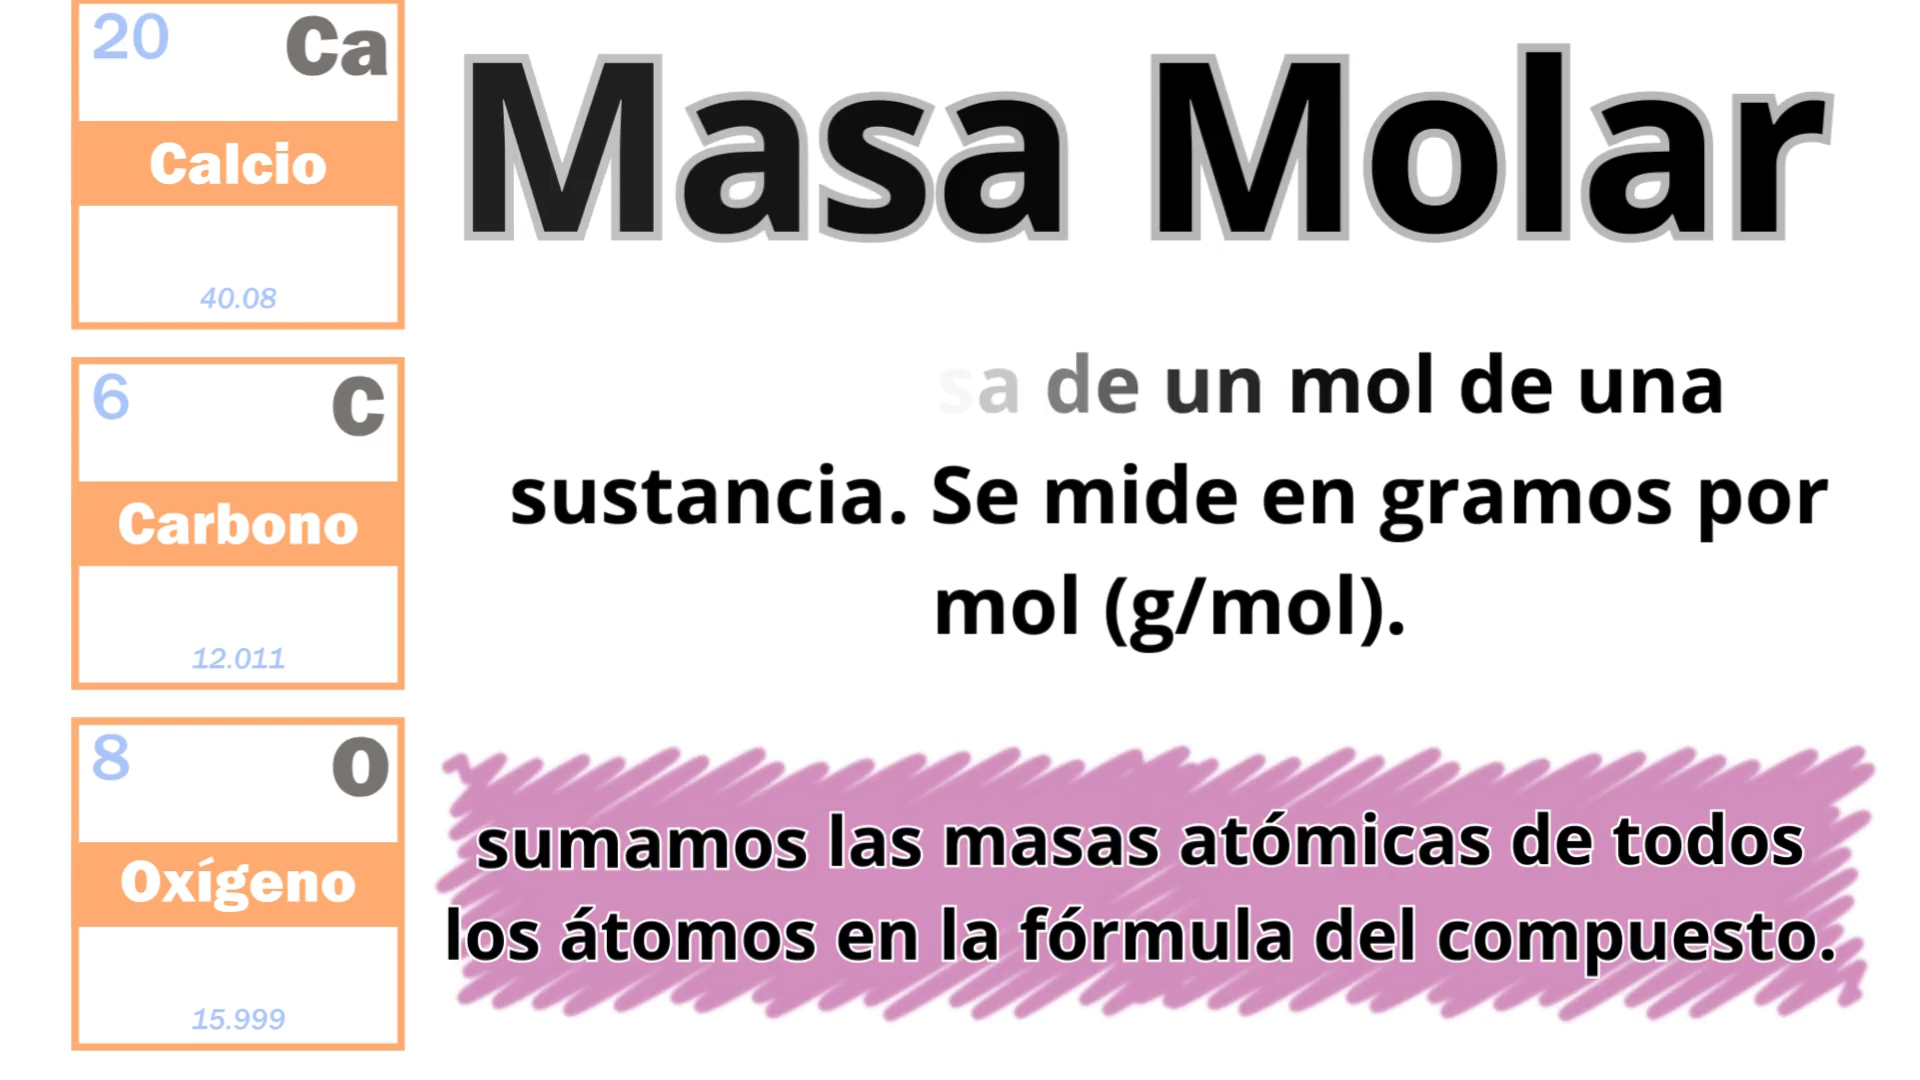 20 Ca
Calcio
40.08
6 C
Carbono
12.011
8 O
Oxígeno
15.999
Masa Molar
de un mol de una
sustancia. Se mide en gramos por
mol (g/mol).
sumamos las masas atómicas de todos
los átomos en la fórmula del compuesto.